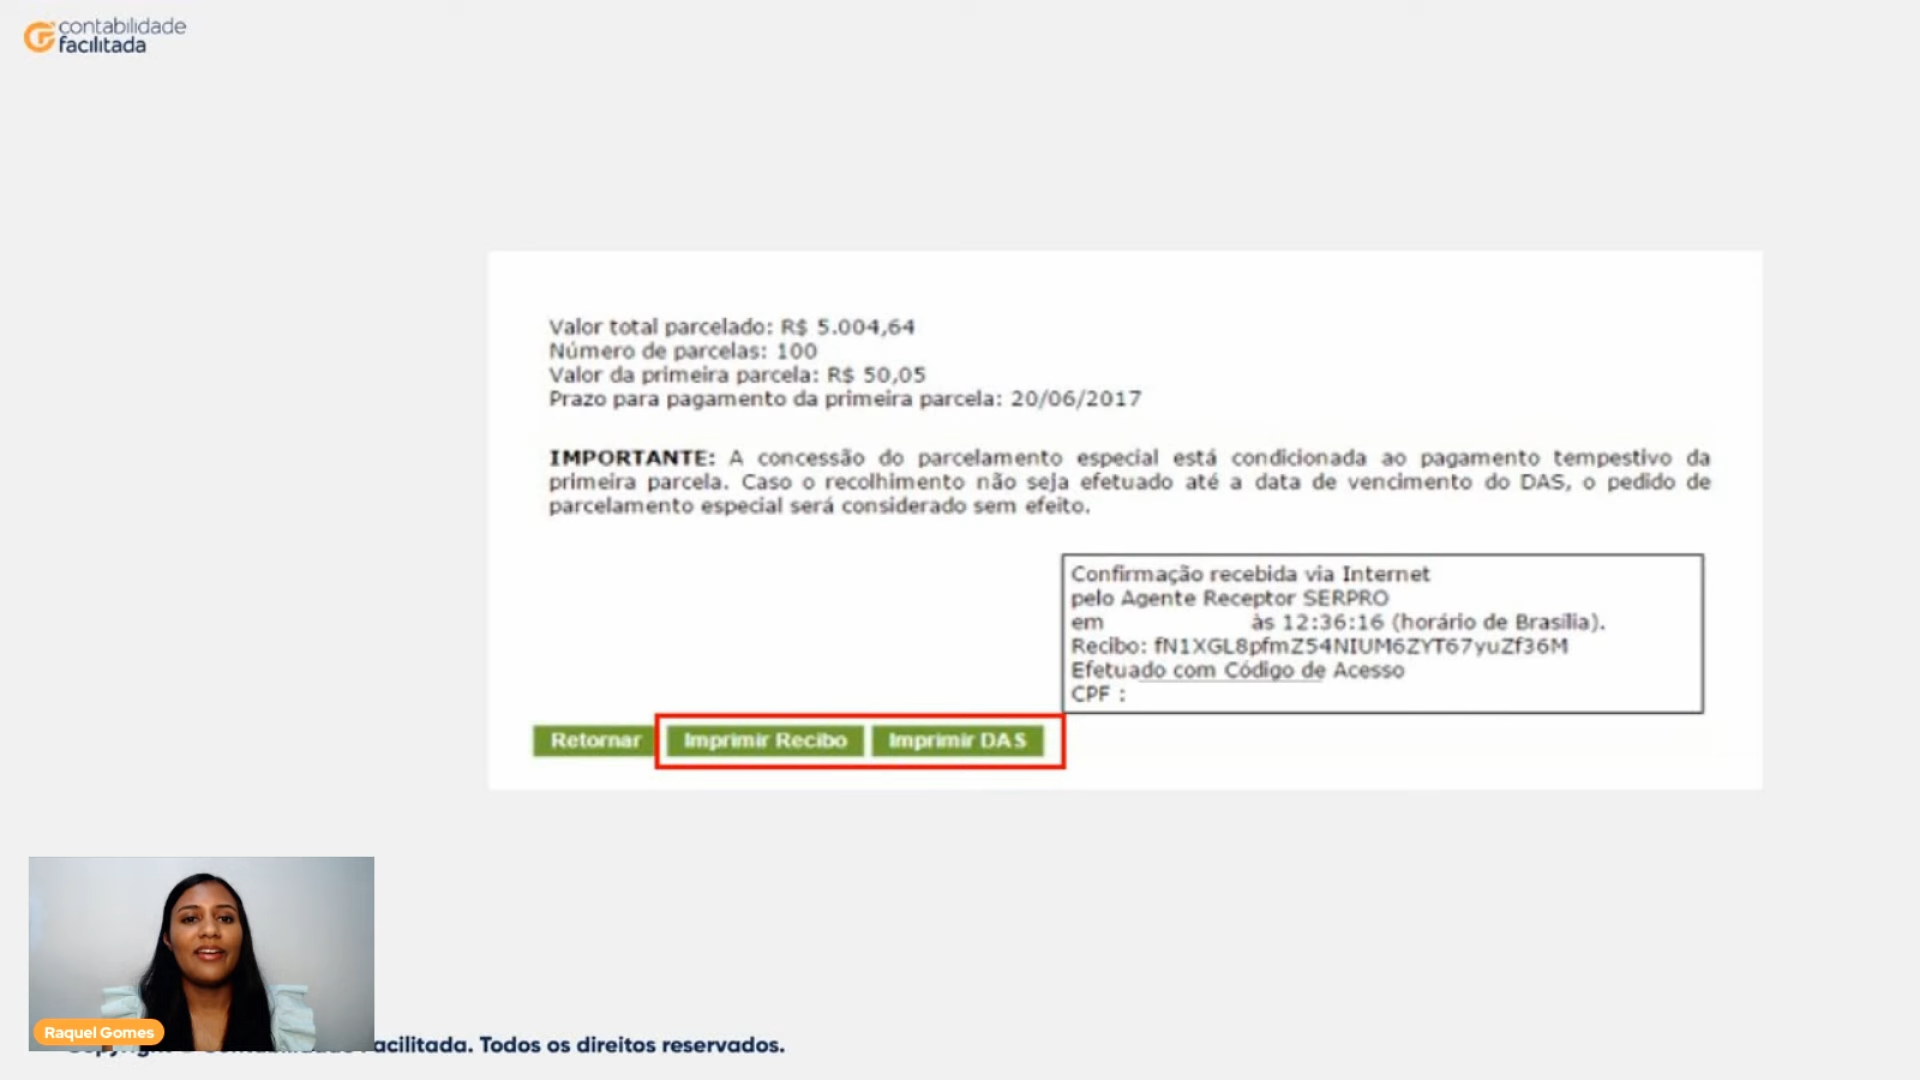 contabilidade
facilitada
Valor total parcelado: R$ 5.004,64
Número de parcelas: 100
Valor da primeira parcela: R$ 50,05
Prazo para pagamento da primeira parcela: 20/06/2017
IMPORTANTE: A concessão do parcelamento especial está condicionada ao pagamento tempestivo da
primeira parcela. Caso o recolhimento não seja efetuado até a data de vencimento do DAS, o pedido de
parcelamento especial será considerado sem efeito.
Confirmação recebida via Internet
pelo Agente Receptor SERPRO
em às 12:36:16 (horário de Brasília).
Recibo: fN1XGL8pfmZ54NIUM6ZYT67yuZf36M
Efetuado com Código de Acesso
CPF :
Retornar Imprimir Recibo Imprimir DAS
Raquel Gomes
acilitada. Todos os direitos reservados.